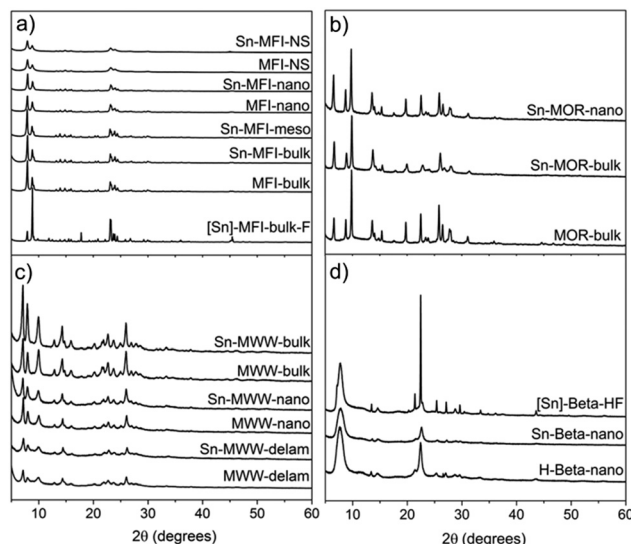 a)
Sn-MFI-NS
MFI-NS
Sn-MFI-nano
MFI-nano
Sn-MFI-meso
Sn-MFI-bulk
MFI-bulk
[Sn]-MFI-bulk-F
b)
Sn-MOR-nano
Sn-MOR-bulk
MOR-bulk
c)
Sn-MWW-bulk
MWW-bulk
Sn-MWW-nano
MWW-nano
Sn-MWW-delam
MWW-delam
10 20 30 40 50 60
2θ (degrees)
d)
[Sn]-Beta-HF
Sn-Beta-nano
H-Beta-nano
10 20 30 40 50 60
2θ (degrees)